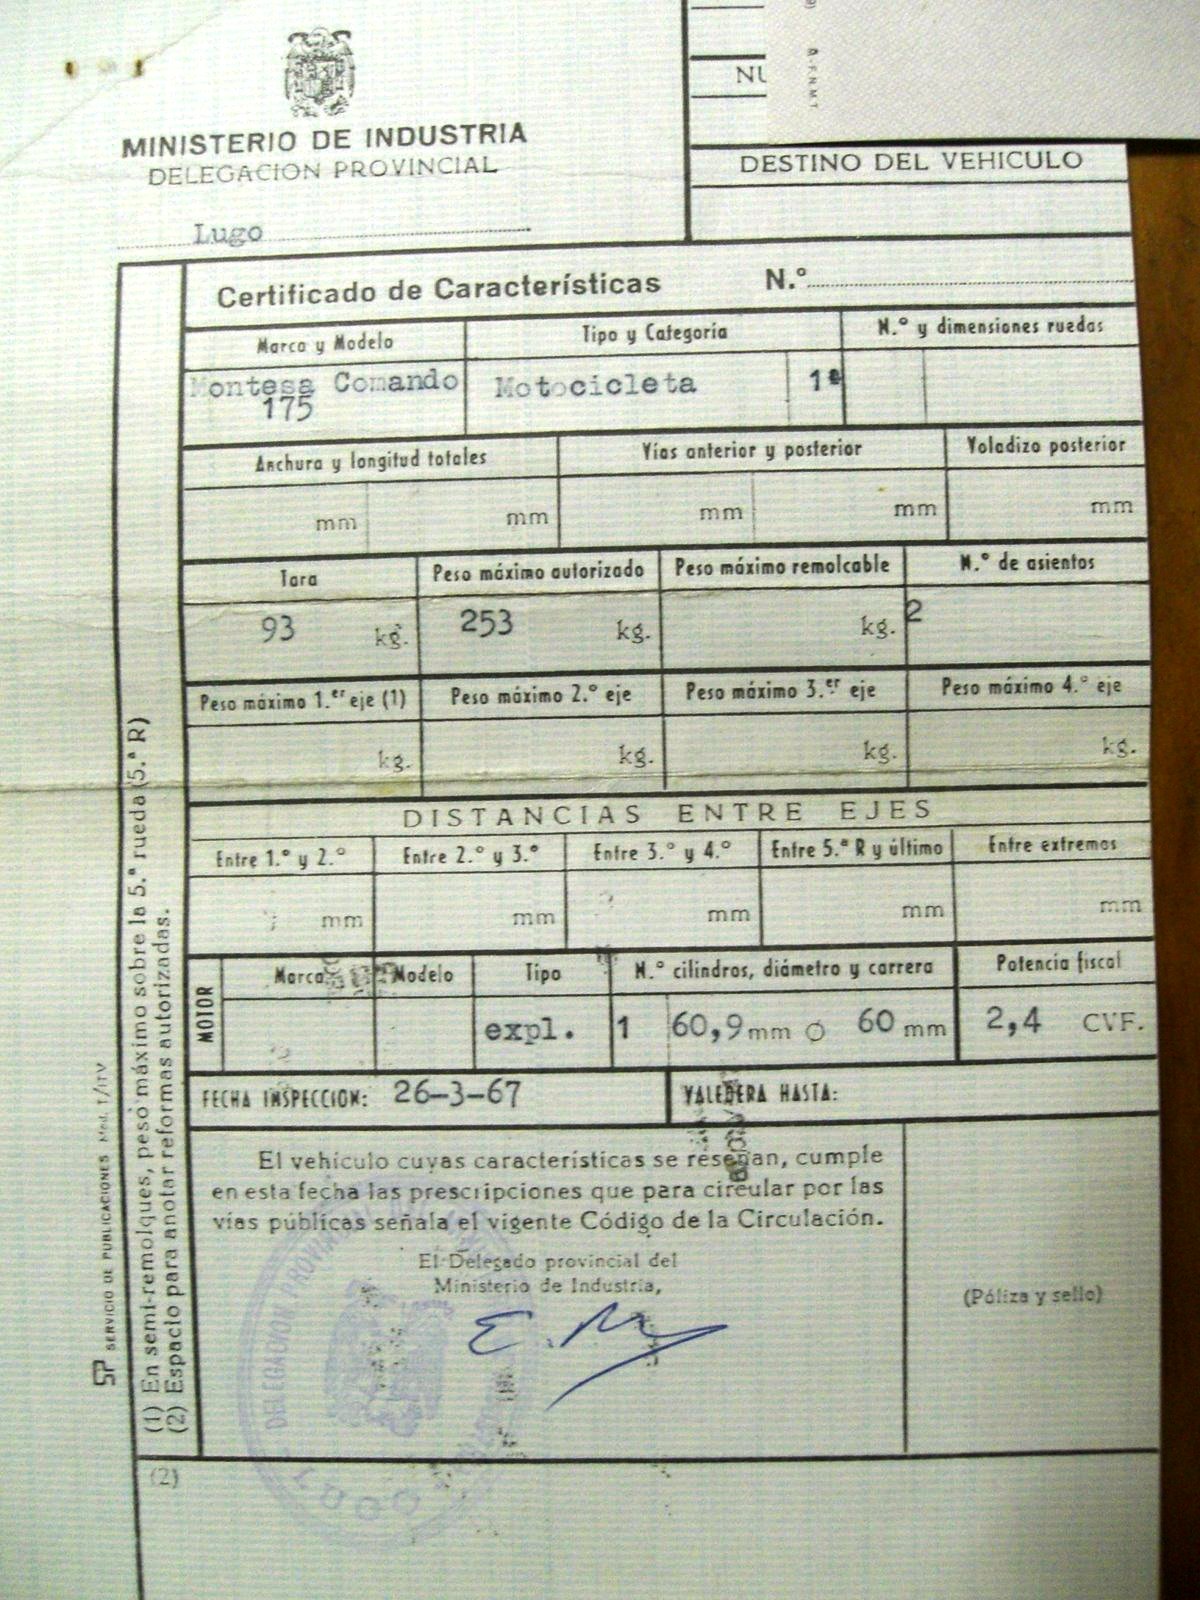 MINISTERIO DE INDUSTRIA
DELEGACION PROVINCIAL
Lugo
DESTINO DEL VEHICULO
Certificado de Características N.º
Marca y Modelo Tipo y Categoría N.º y dimensiones ruedas
Montesa Comando Motocicleta 1ª
175
Anchura y longitud totales Vías anterior y posterior Voladizo posterior
mm mm mm mm mm
Tara Peso máximo autorizado Peso máximo remolcable N.º de asientos
93 kg. 253 kg. kg. 2
Peso máximo 1.er eje (1) Peso máximo 2.º eje Peso máximo 3.er eje Peso máximo 4.º eje
kg. kg. kg. kg.
DISTANCIAS ENTRE EJES
Entre 1.º y 2.º Entre 2.º y 3.º Entre 3.º y 4.º Entre 5.ª R y último Entre extremos
mm mm mm mm mm
MOTOR
Marca Modelo Tipo N.º cilindros, diámetro y carrera Potencia fiscal
expl. 1 60,9 mm ∅ 60 mm 2,4 CVF.
FECHA INSPECCION: 26-3-67 VALEDERA HASTA:
El vehículo cuyas características se reseñan, cumple
en esta fecha las prescripciones que para circular por las
vías públicas señala el vigente Código de la Circulación.
El Delegado provincial del
Ministerio de Industria,
(Póliza y sello)
DELEGACION PROVINCIAL
LUGO
(1) En semi-remolques, peso máximo sobre la 5.ª rueda (5.ª R)
(2) Espacio para anotar reformas autorizadas.
SP SERVICIO DE PUBLICACIONES Mod. T/ITV
(2)